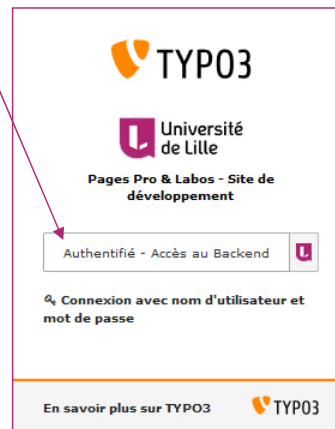 TYPO3
Université
de Lille
Pages Pro & Labos - Site de
développement
Authentifié - Accès au Backend
Connexion avec nom d'utilisateur et
mot de passe
En savoir plus sur TYPO3
TYPO3